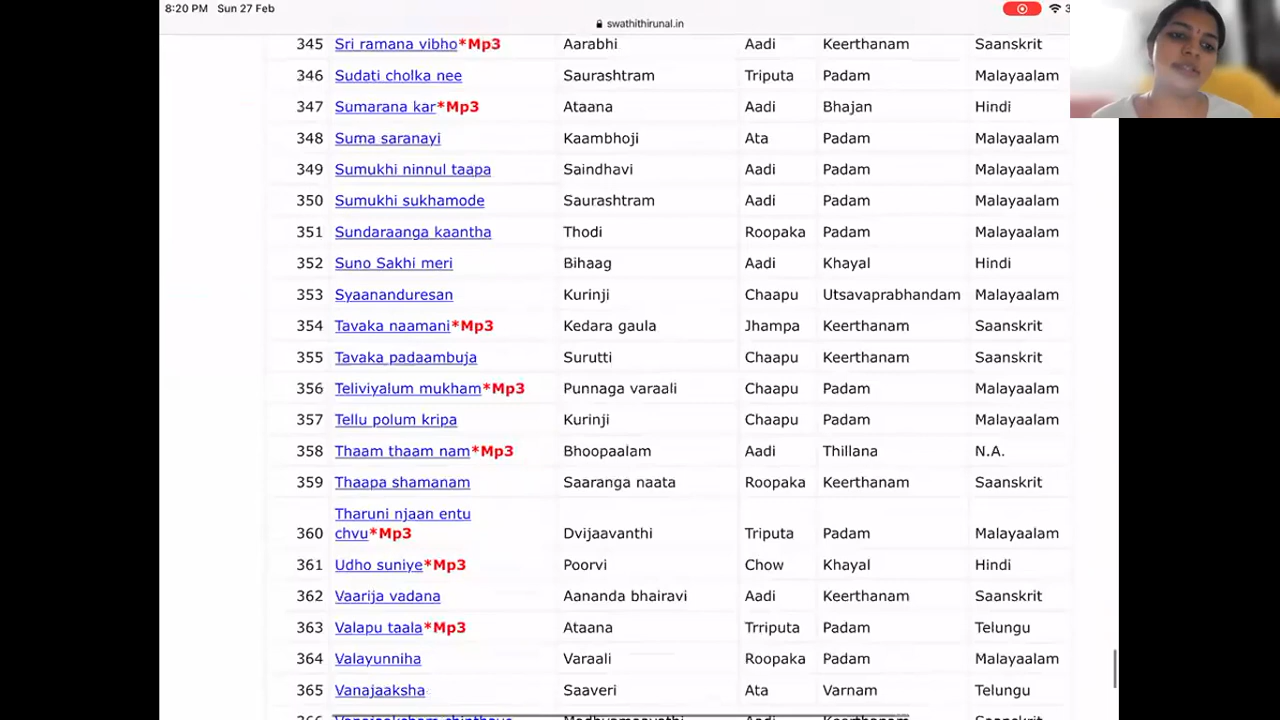 8:20 PM Sun 27 Feb
swathithirunal.in
345 Sri ramana vibho*Mp3 Aarabhi Aadi Keerthanam Saanskrit
346 Sudati cholka nee Saurashtram Triputa Padam Malayaalam
347 Sumarana kar*Mp3 Ataana Aadi Bhajan Hindi
348 Suma saranayi Kaambhoji Ata Padam Malayaalam
349 Sumukhi ninnul taapa Saindhavi Aadi Padam Malayaalam
350 Sumukhi sukhamode Saurashtram Aadi Padam Malayaalam
351 Sundaraanga kaantha Thodi Roopaka Padam Malayaalam
352 Suno Sakhi meri Bihaag Aadi Khayal Hindi
353 Syaananduresan Kurinji Chaapu Utsavaprabhandam Malayaalam
354 Tavaka naamani*Mp3 Kedara gaula Jhampa Keerthanam Saanskrit
355 Tavaka padaambuja Surutti Chaapu Keerthanam Saanskrit
356 Teliviyalum mukham*Mp3 Punnaga varaali Chaapu Padam Malayaalam
357 Tellu polum kripa Kurinji Chaapu Padam Malayaalam
358 Thaam thaam nam*Mp3 Bhoopaalam Aadi Thillana N.A.
359 Thaapa shamanam Saaranga naata Roopaka Keerthanam Saanskrit
Tharuni njaan entu
360 chvu*Mp3 Dvijaavanthi Triputa Padam Malayaalam
361 Udho suniye*Mp3 Poorvi Chow Khayal Hindi
362 Vaarija vadana Aananda bhairavi Aadi Keerthanam Saanskrit
363 Valapu taala*Mp3 Ataana Trriputa Padam Telungu
364 Valayunniha Varaali Roopaka Padam Malayaalam
365 Vanajaaksha Saaveri Ata Varnam Telungu